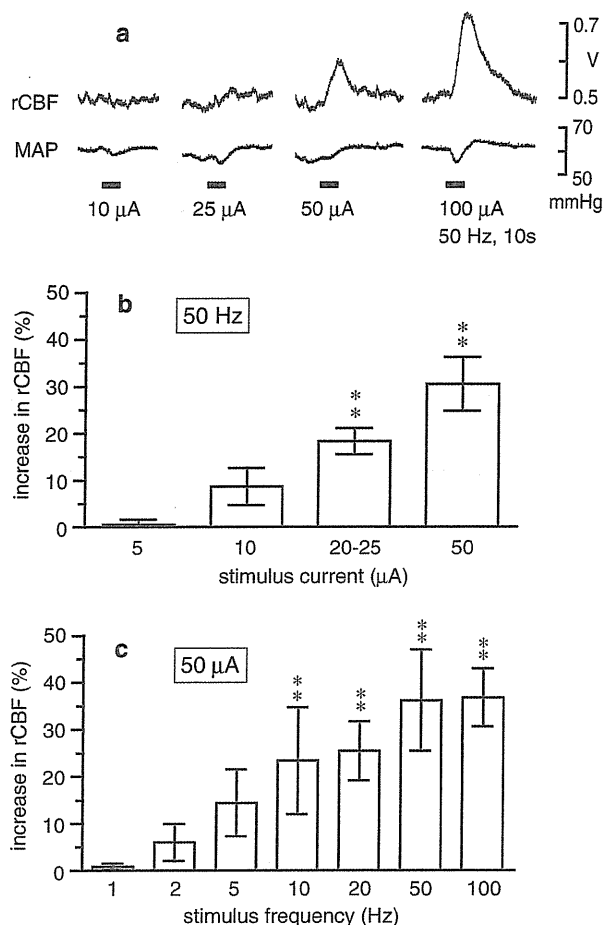 a
0.7
V
rCBF
0.5
70
MAP
50
mmHg
10 µA
25 µA
50 µA
100 µA
50 Hz, 10s
b
50 Hz
50
40
30
20
10
0
increase in rCBF (%)
**
**
5
10
20-25
50
stimulus current (µA)
c
50 µA
50
40
30
20
10
0
increase in rCBF (%)
**
**
**
**
1
2
5
10
20
50
100
stimulus frequency (Hz)